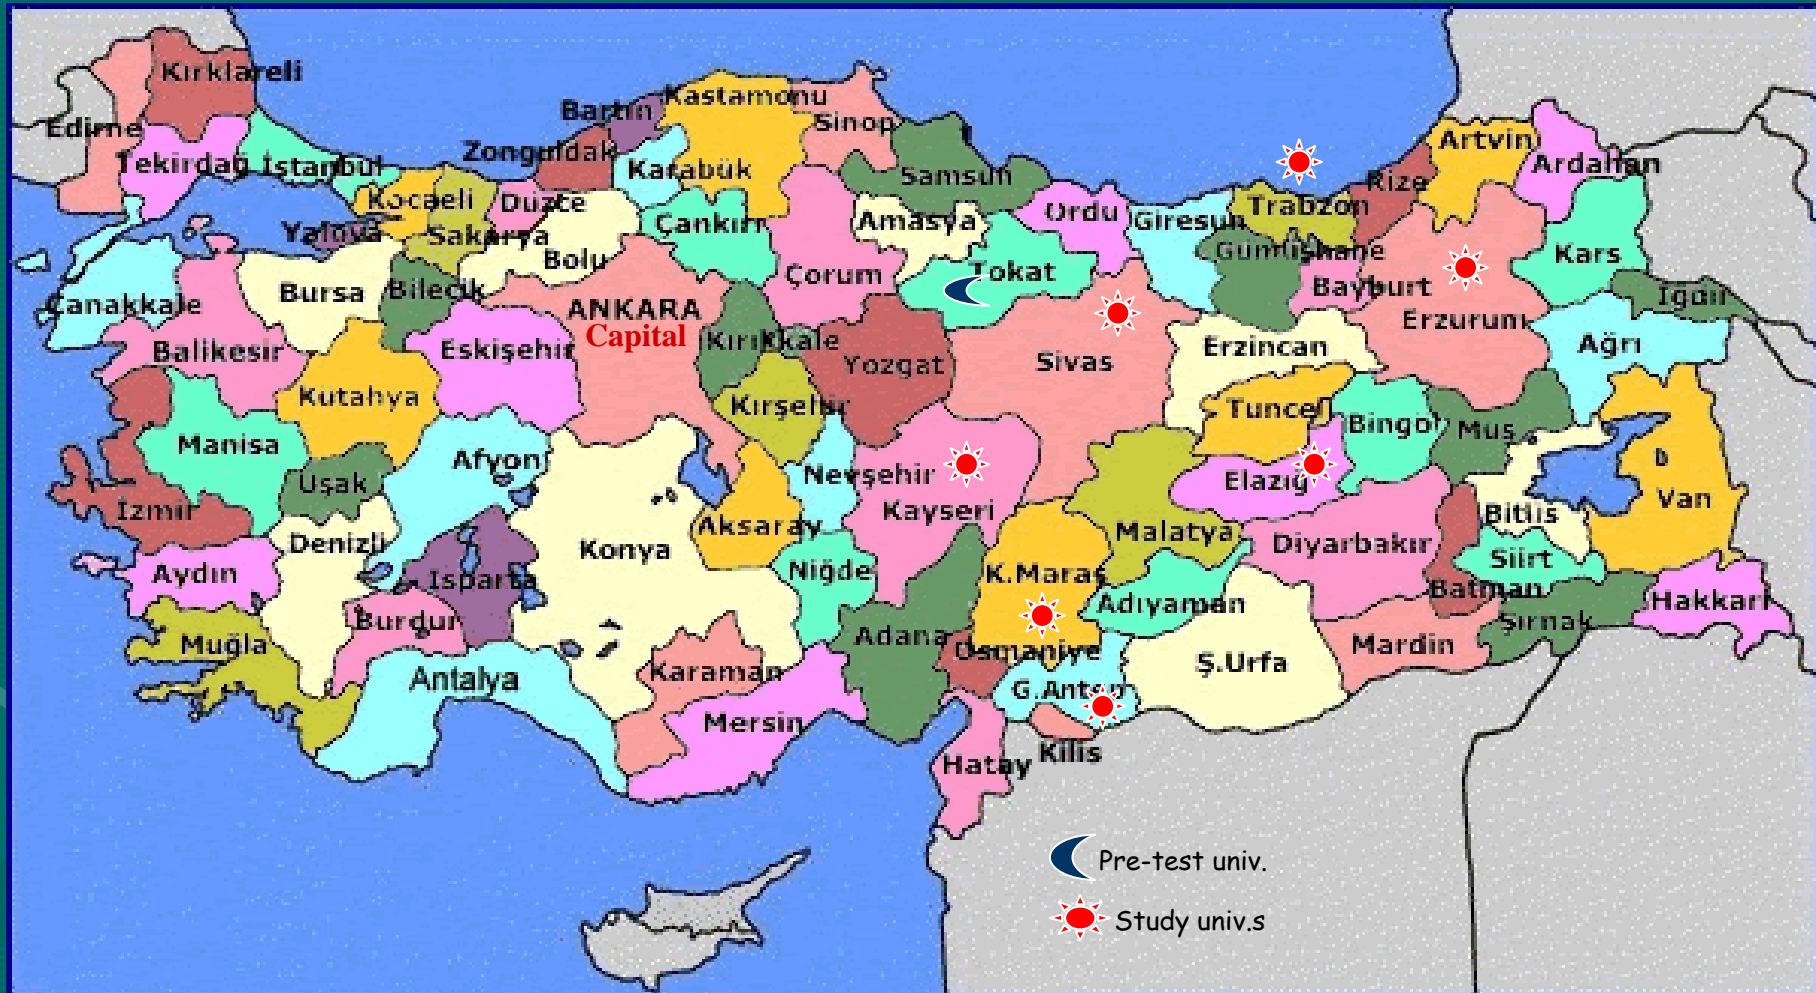 Kırklareli
Edirne
Tekirdağ
İstanbul
Kocaeli
Yalova
Sakarya
Düzce
Zonguldak
Bartın
Karabük
Kastamonu
Sinop
Samsun
Çankırı
Bolu
Amasya
Ordu
Giresun
Trabzon
Rize
Artvin
Ardahan
Gümüşhane
Bayburt
Kars
Iğdır
Tokat
Çorum
Çanakkale
Bursa
Bilecik
ANKARA
Capital
Kırıkkale
Yozgat
Sivas
Erzincan
Erzurum
Ağrı
Balikesir
Eskişehir
Kütahya
Kırşehir
Tuncel
Bingöl
Muş
Manisa
Uşak
Afyon
Nevşehir
Kayseri
Elazığ
Van
Bitlis
İzmir
Denizli
Konya
Aksaray
Malatya
Diyarbakır
Siirt
Batman
Aydın
Isparta
Niğde
K.Maraş
Adıyaman
Şırnak
Hakkari
Muğla
Burdur
Adana
Osmaniye
Mardin
Antalya
Karaman
G.Antep
Ş.Urfa
Mersin
Hatay
Kilis
Pre-test univ.
Study univ.s